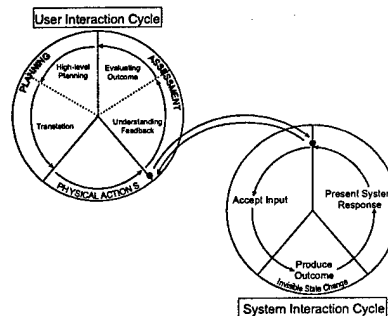 User Interaction Cycle
PLANNING
High-level
Planning
Evaluating
Outcome
ASSESSMENT
Translation
Understanding
Feedback
PHYSICAL ACTIONS
Accept Input
Present System
Response
Produce
Outcome
Invisible State Change
System Interaction Cycle